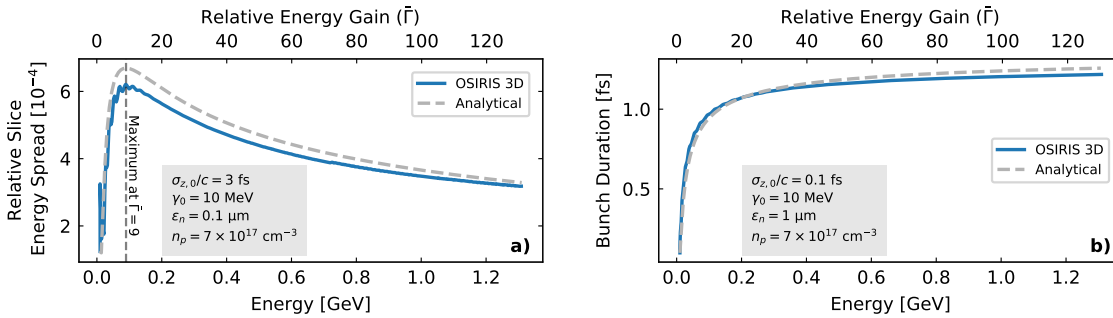 Relative Energy Gain (Γ̄)
0 20 40 60 80 100 120
Relative Slice
Energy Spread [10⁻⁴]
6
4
2
OSIRIS 3D
Analytical
Maximum at Γ̄=9
σz,0/c = 3 fs
γ₀ = 10 MeV
εn = 0.1 μm
np = 7 × 10¹⁷ cm⁻³
a)
0.0 0.2 0.4 0.6 0.8 1.0 1.2
Energy [GeV]
Relative Energy Gain (Γ̄)
0 20 40 60 80 100 120
Bunch Duration [fs]
1.0
0.5
OSIRIS 3D
Analytical
σz,0/c = 0.1 fs
γ₀ = 10 MeV
εn = 1 μm
np = 7 × 10¹⁷ cm⁻³
b)
0.0 0.2 0.4 0.6 0.8 1.0 1.2
Energy [GeV]